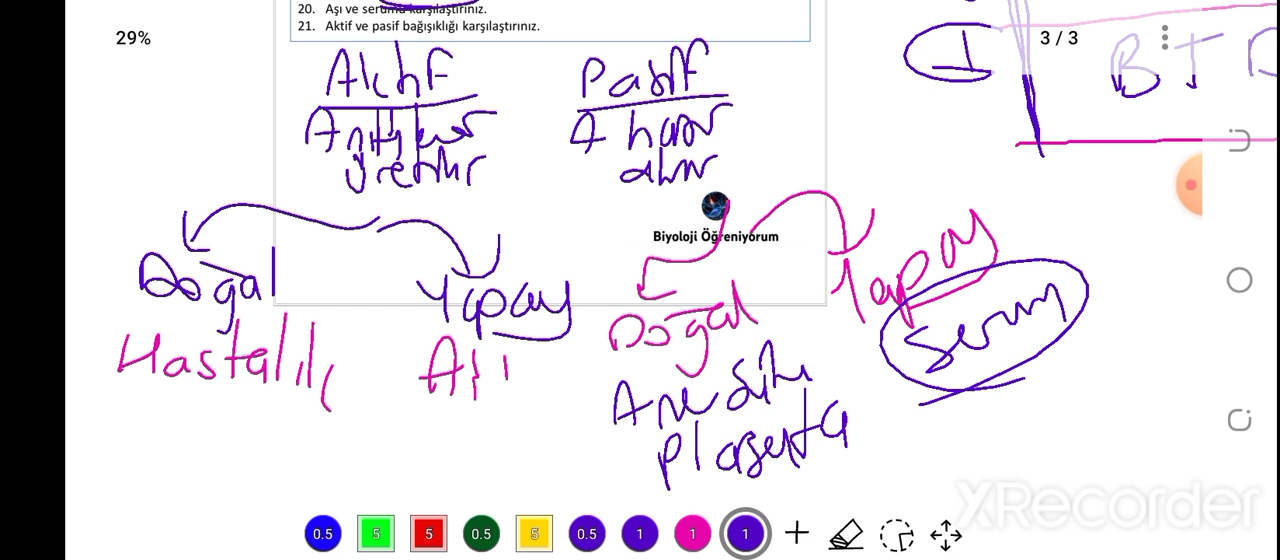 20. Aşı ve serumu karşılaştırınız.
21. Aktif ve pasif bağışıklığı karşılaştırınız.
29%
3 / 3
I
B T
Aktif
Pasif
Antikor
üretilir
A hazır
alınır
Biyoloji Öğreniyorum
Doğal
Yapay
Doğal
Yapay
Hastalık
Aşı
Serum
Anne sütü
plasenta
XRecorder
0.5 5 5 0.5 5 0.5 1 1 1